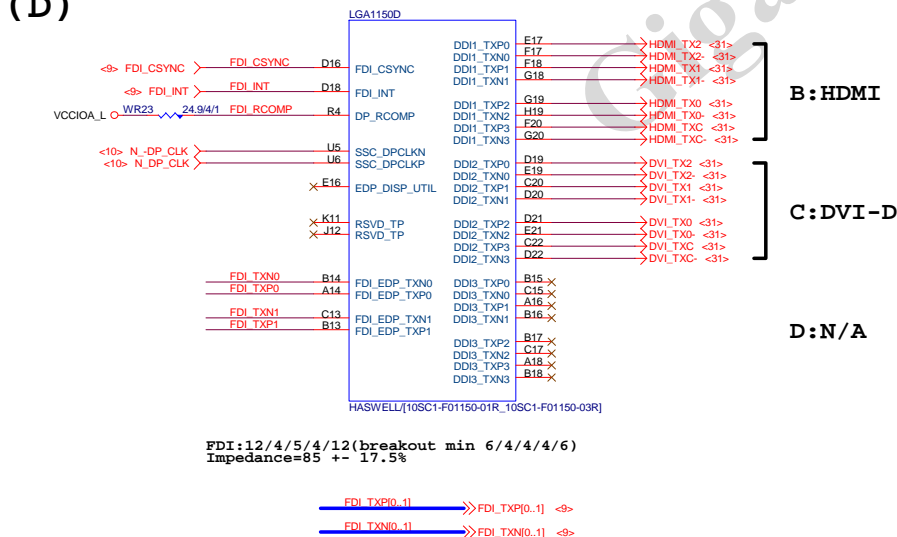 (D)
Giga
LGA1150D
<9> FDI_CSYNC FDI_CSYNC D16 FDI_CSYNC
<9> FDI_INT FDI_INT D18 FDI_INT
VCCIOA_L WR23 24.9/4/1 FDI_RCOMP R4 DP_RCOMP
<10> N_-DP_CLK U5 SSC_DPCLKN
<10> N_DP_CLK U6 SSC_DPCLKP
E16 EDP_DISP_UTIL
K11 RSVD_TP
J12 RSVD_TP
FDI_TXN0 B14 FDI_EDP_TXN0
FDI_TXP0 A14 FDI_EDP_TXP0
FDI_TXN1 C13 FDI_EDP_TXN1
FDI_TXP1 B13 FDI_EDP_TXP1
DDI1_TXP0 E17 HDMI_TX2 <31>
DDI1_TXN0 F17 HDMI_TX2- <31>
DDI1_TXP1 F18 HDMI_TX1 <31>
DDI1_TXN1 G18 HDMI_TX1- <31>
DDI1_TXP2 G19 HDMI_TX0 <31>
DDI1_TXN2 H19 HDMI_TX0- <31>
DDI1_TXP3 F20 HDMI_TXC <31>
DDI1_TXN3 G20 HDMI_TXC- <31>
B:HDMI
DDI2_TXP0 D19 DVI_TX2 <31>
DDI2_TXN0 E19 DVI_TX2- <31>
DDI2_TXP1 C20 DVI_TX1 <31>
DDI2_TXN1 D20 DVI_TX1- <31>
DDI2_TXP2 D21 DVI_TX0 <31>
DDI2_TXN2 E21 DVI_TX0- <31>
DDI2_TXP3 C22 DVI_TXC <31>
DDI2_TXN3 D22 DVI_TXC- <31>
C:DVI-D
DDI3_TXP0 B15
DDI3_TXN0 C15
DDI3_TXP1 A16
DDI3_TXN1 B16
DDI3_TXP2 B17
DDI3_TXN2 C17
DDI3_TXP3 A18
DDI3_TXN3 B18
D:N/A
HASWELL/[10SC1-F01150-01R_10SC1-F01150-03R]
FDI:12/4/5/4/12(breakout min 6/4/4/4/6)
Impedance=85 +- 17.5%
FDI_TXP[0..1] FDI_TXP[0..1] <9>
FDI_TXN[0..1] FDI_TXN[0..1] <9>